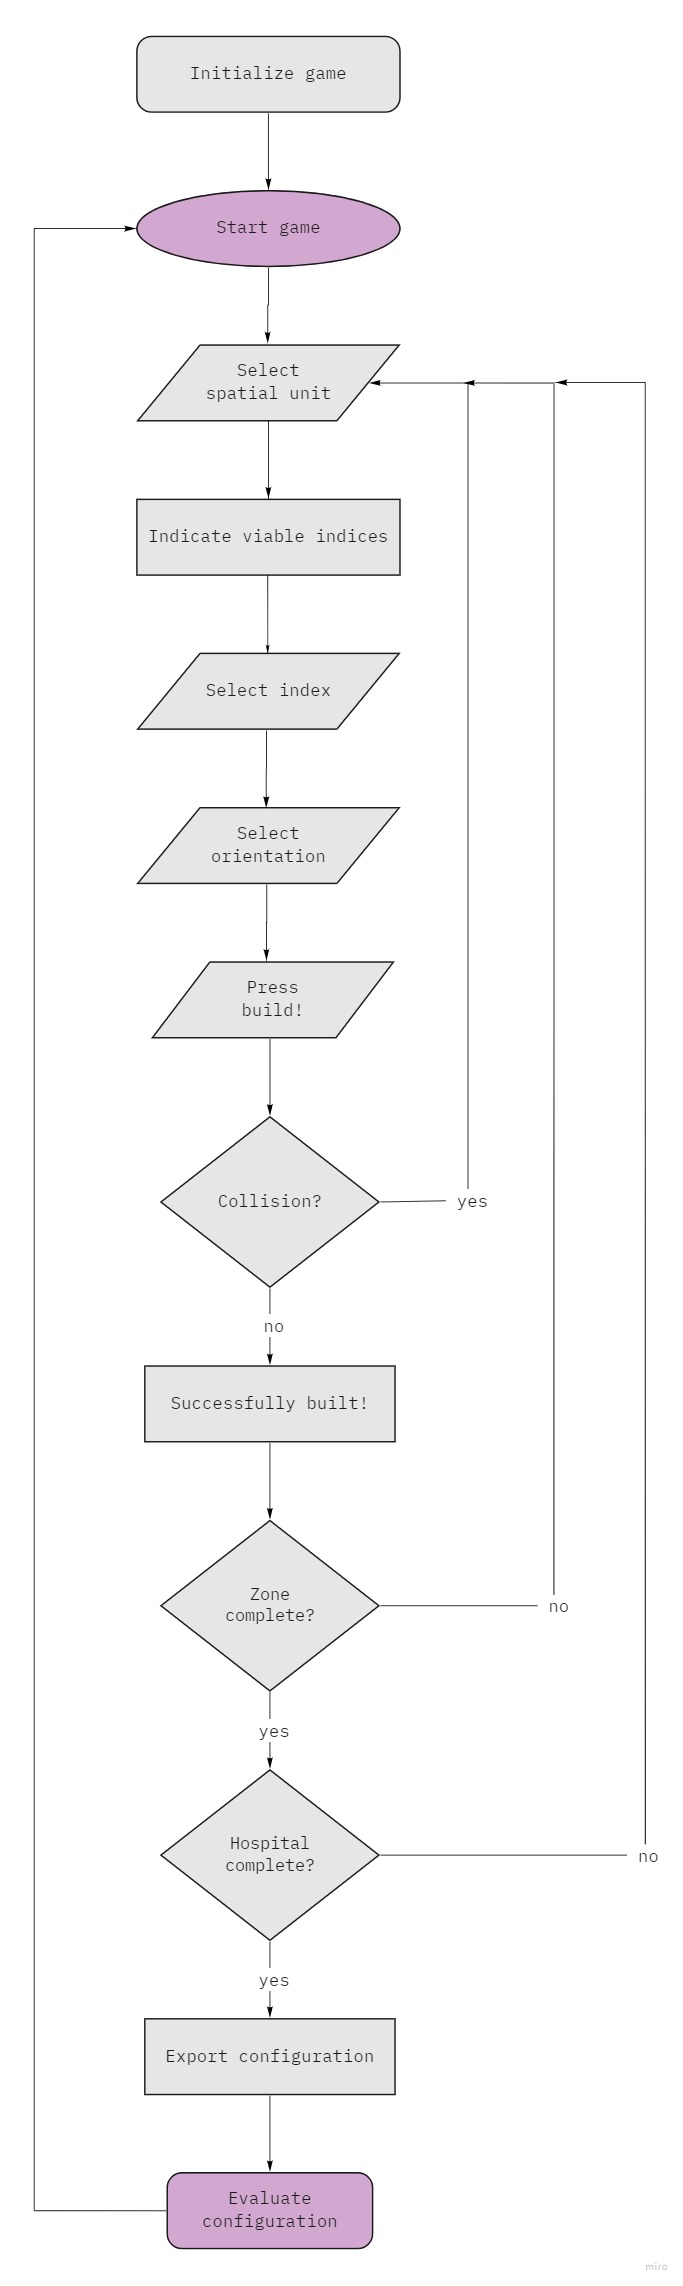 Initialize game
Start game
Select
spatial unit
Indicate viable indices
Select index
Select
orientation
Press
build!
Collision?
yes
no
Successfully built!
Zone
complete?
no
yes
Hospital
complete?
no
yes
Export configuration
Evaluate
configuration
miro